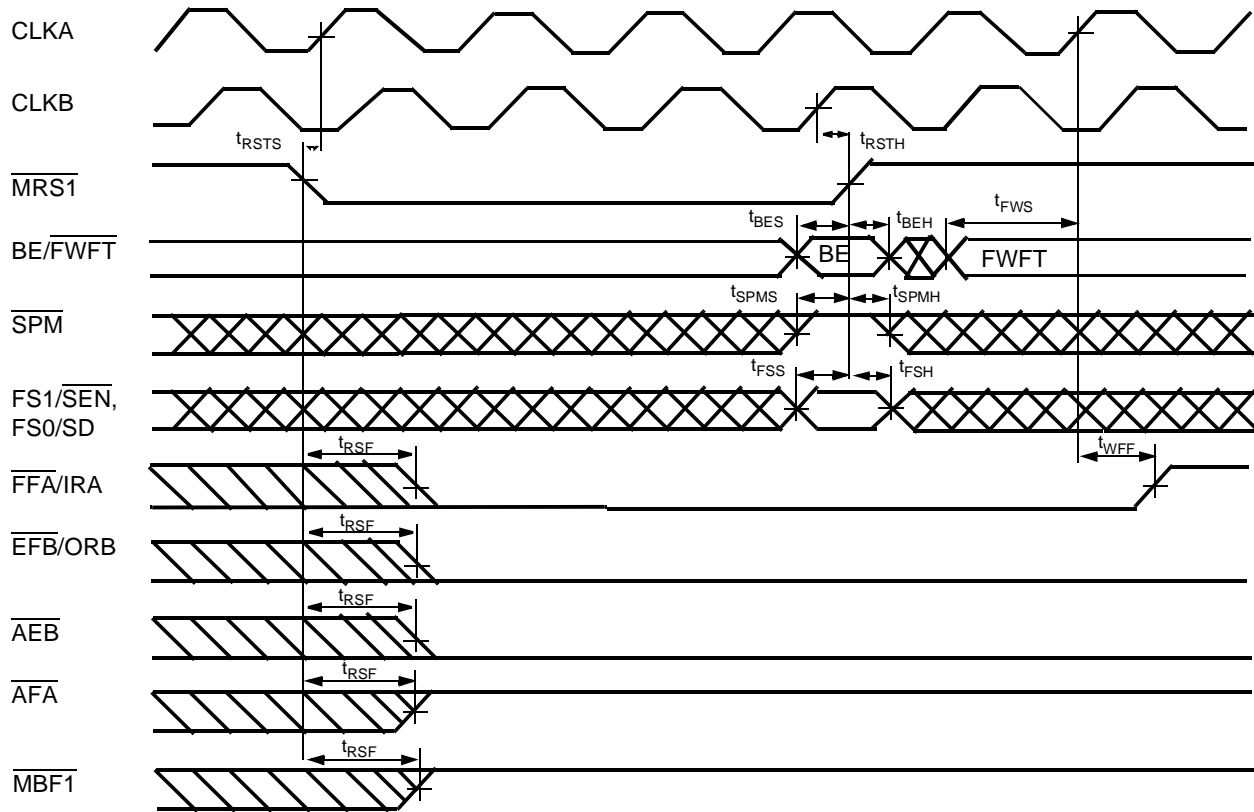 CLKA
CLKB
tRSTS
tRSTH
MRS1
tBES
tBEH
tFWS
BE/FWFT
BE
FWFT
tSPMS
tSPMH
SPM
tFSS
tFSH
FS1/SEN,
FS0/SD
tRSF
tWFF
FFA/IRA
tRSF
EFB/ORB
tRSF
AEB
tRSF
AFA
tRSF
MBF1